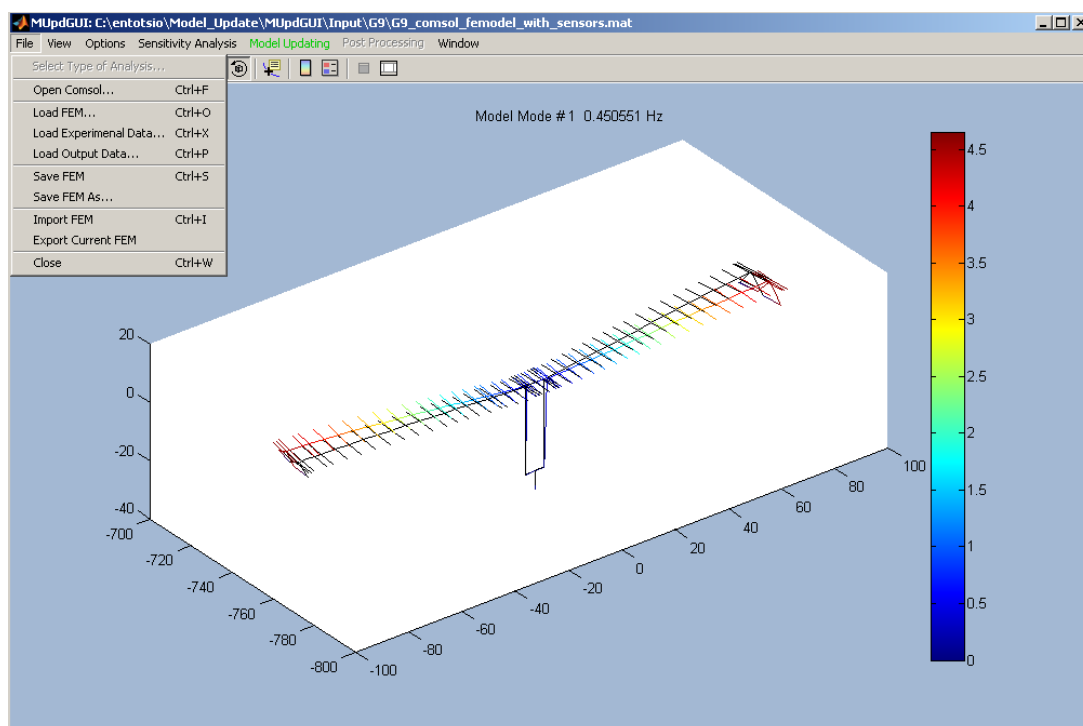 MUpdGUI: C:\entotsio\Model_Update\MUpdGUI\Input\G9\G9_comsol_femodel_with_sensors.mat
File View Options Sensitivity Analysis Model Updating Post Processing Window
Select Type of Analysis...
Open Comsol... Ctrl+F
Load FEM... Ctrl+O
Load Experimenal Data... Ctrl+X
Load Output Data... Ctrl+P
Save FEM Ctrl+S
Save FEM As...
Import FEM Ctrl+I
Export Current FEM
Close Ctrl+W
Model Mode # 1 0.450551 Hz
20
0
-20
-40
-700
-720
-740
-760
-780
-800
-100
-80
-60
-40
-20
0
20
40
60
80
100
4.5
4
3.5
3
2.5
2
1.5
1
0.5
0